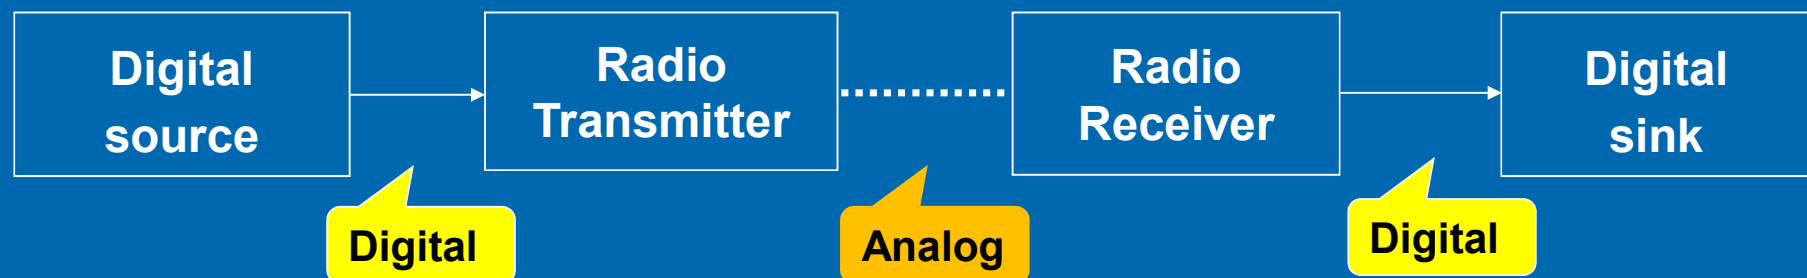 Digital
source
Radio
Transmitter
Radio
Receiver
Digital
sink
Digital
Analog
Digital